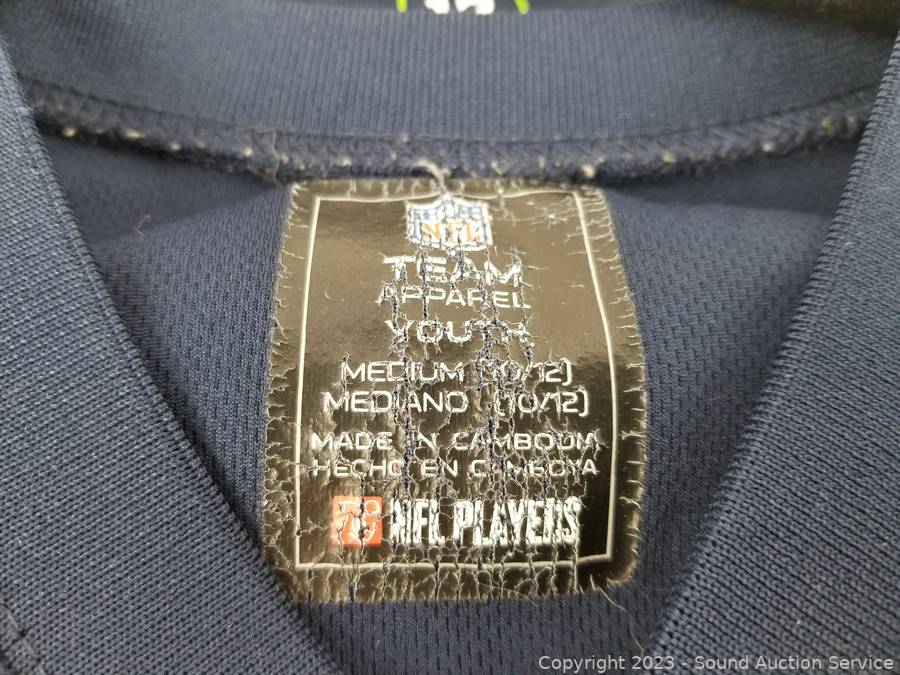 NFL
TEAM
APPAREL
YOUTH
MEDIUM (10/12)
MEDIANO (10/12)
MADE IN CAMBODIA
HECHO EN CAMBOYA
NFL PLAYERS
Copyright 2023 - Sound Auction Service